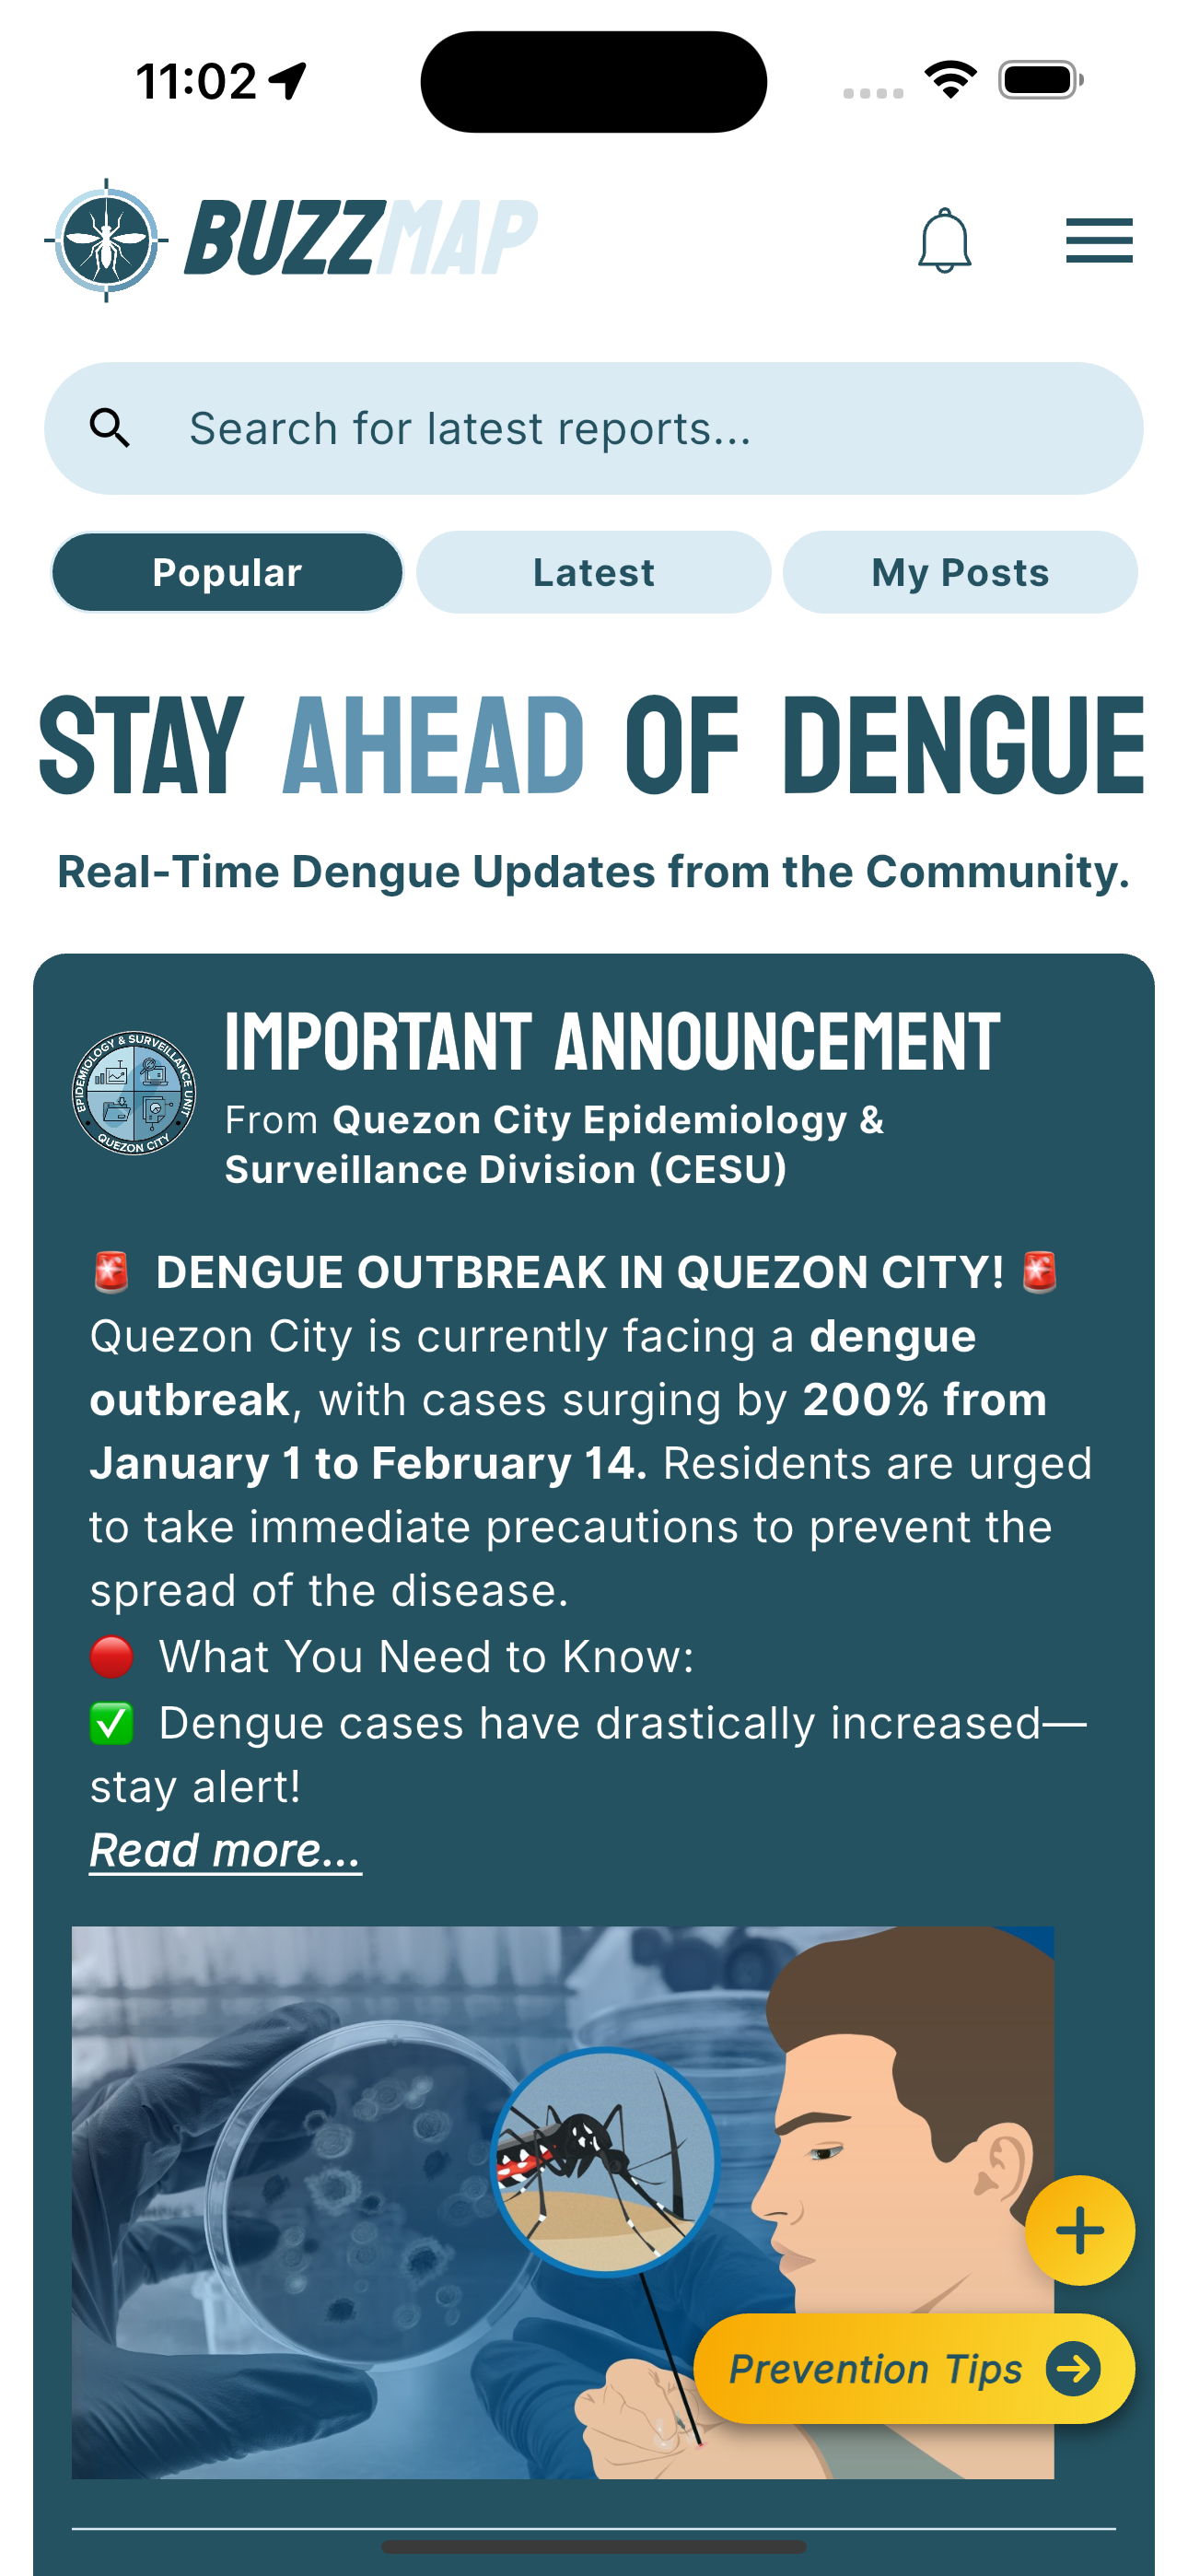 11:02
BUZZMAP
Search for latest reports...
Popular
Latest
My Posts
STAY AHEAD OF DENGUE
Real-Time Dengue Updates from the Community.
EPIDEMIOLOGY & SURVEILLANCE UNIT
QUEZON CITY
IMPORTANT ANNOUNCEMENT
From Quezon City Epidemiology &
Surveillance Division (CESU)
🚨 DENGUE OUTBREAK IN QUEZON CITY! 🚨
Quezon City is currently facing a dengue
outbreak, with cases surging by 200% from
January 1 to February 14. Residents are urged
to take immediate precautions to prevent the
spread of the disease.
🔴 What You Need to Know:
✅ Dengue cases have drastically increased—
stay alert!
Read more...
Prevention Tips